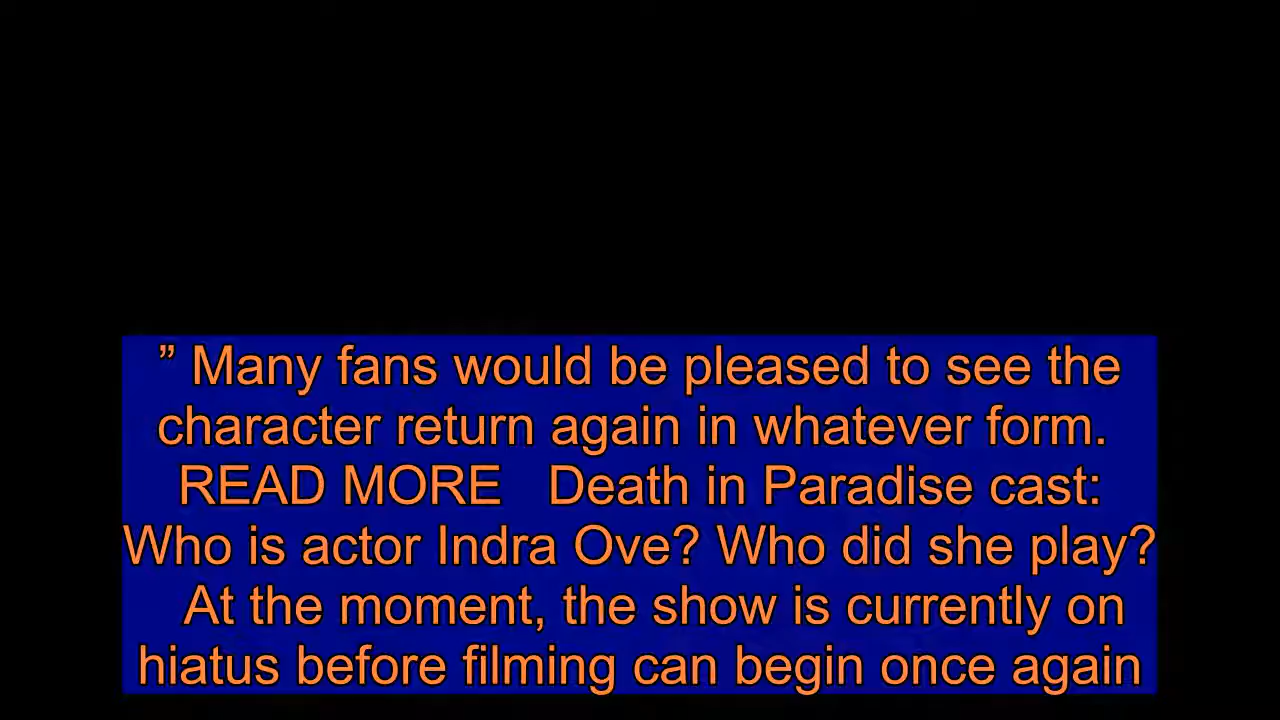 ” Many fans would be pleased to see the
character return again in whatever form.
READ MORE   Death in Paradise cast:
Who is actor Indra Ove? Who did she play?
At the moment, the show is currently on
hiatus before filming can begin once again